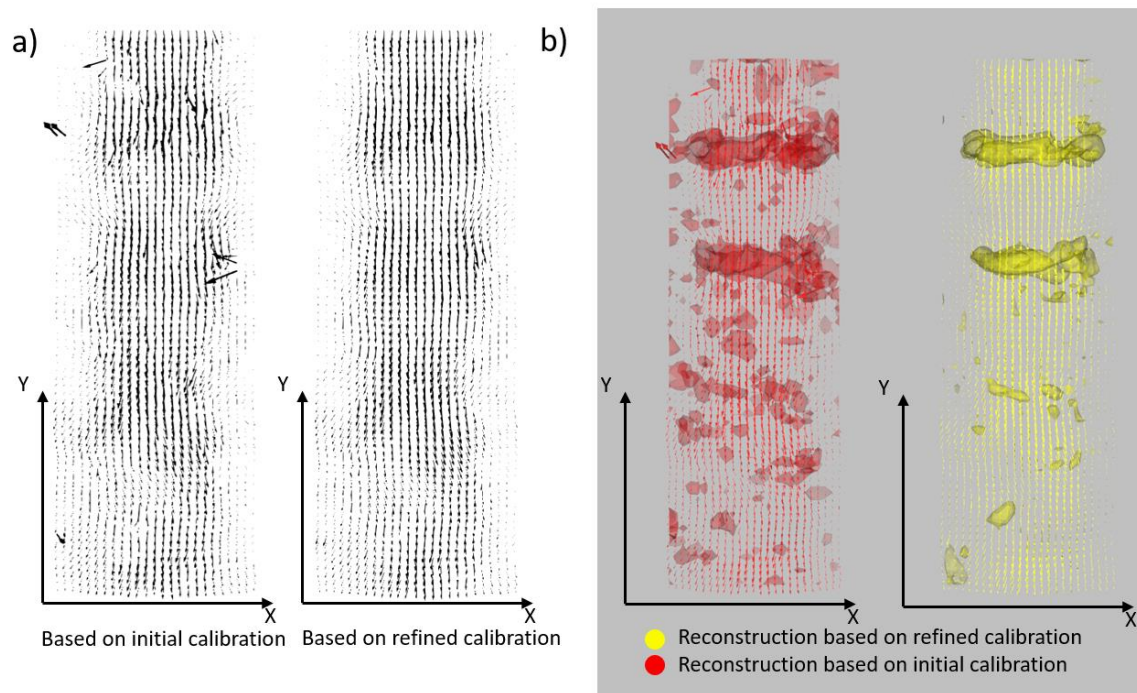 a)
Y
X
Based on initial calibration
Y
X
Based on refined calibration
b)
Y
X
Y
X
Reconstruction based on refined calibration
Reconstruction based on initial calibration